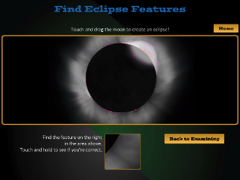 Find Eclipse Features
Touch and drag the moon to create an eclipse!
Home
Find the feature on the right
in the area above.
Touch and hold to see if you're correct.
Back to Examining